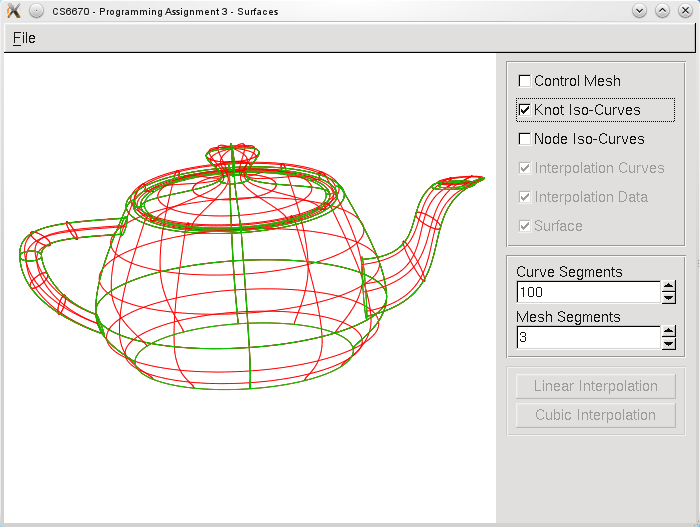 CS6670 - Programming Assignment 3 - Surfaces
File
Control Mesh
Knot Iso-Curves
Node Iso-Curves
Interpolation Curves
Interpolation Data
Surface
Curve Segments
100
Mesh Segments
3
Linear Interpolation
Cubic Interpolation